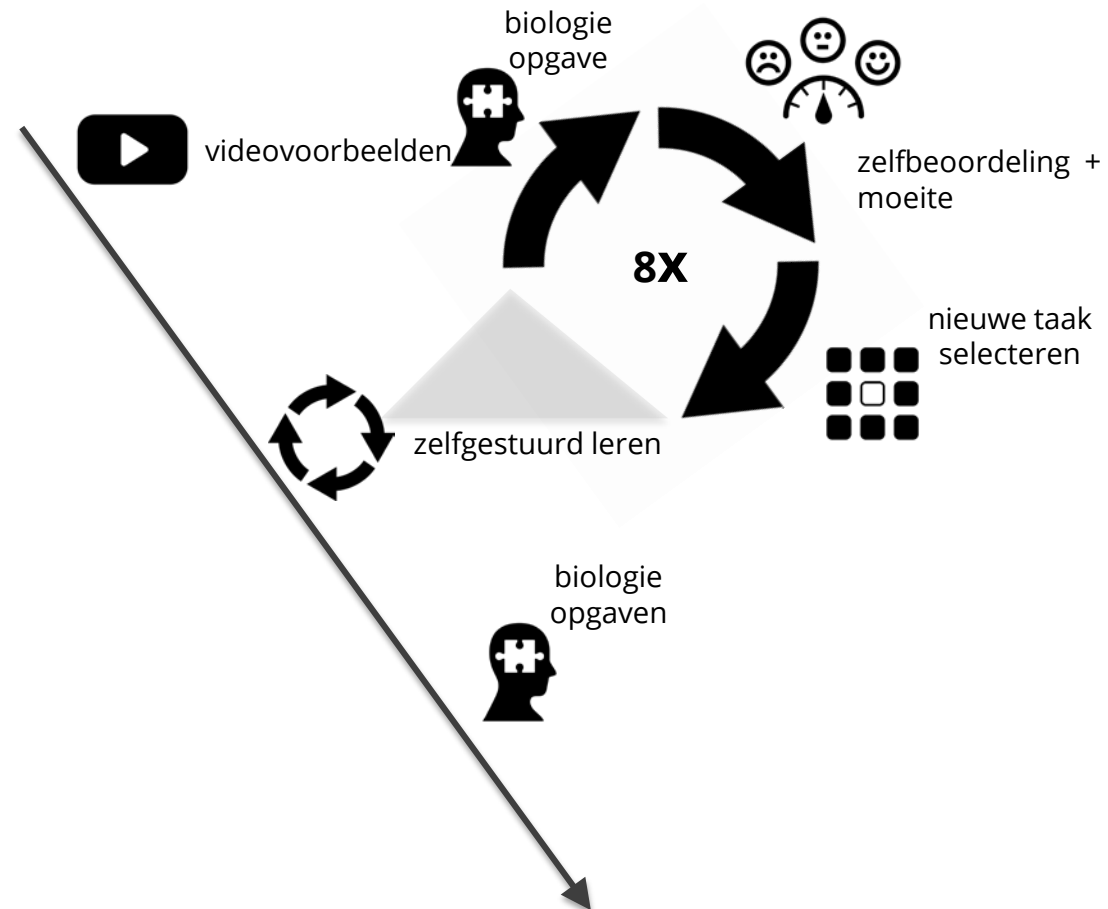 biologie
opgave
videovoorbeelden
zelfbeoordeling +
moeite
8X
nieuwe taak
selecteren
zelfgestuurd leren
biologie
opgaven